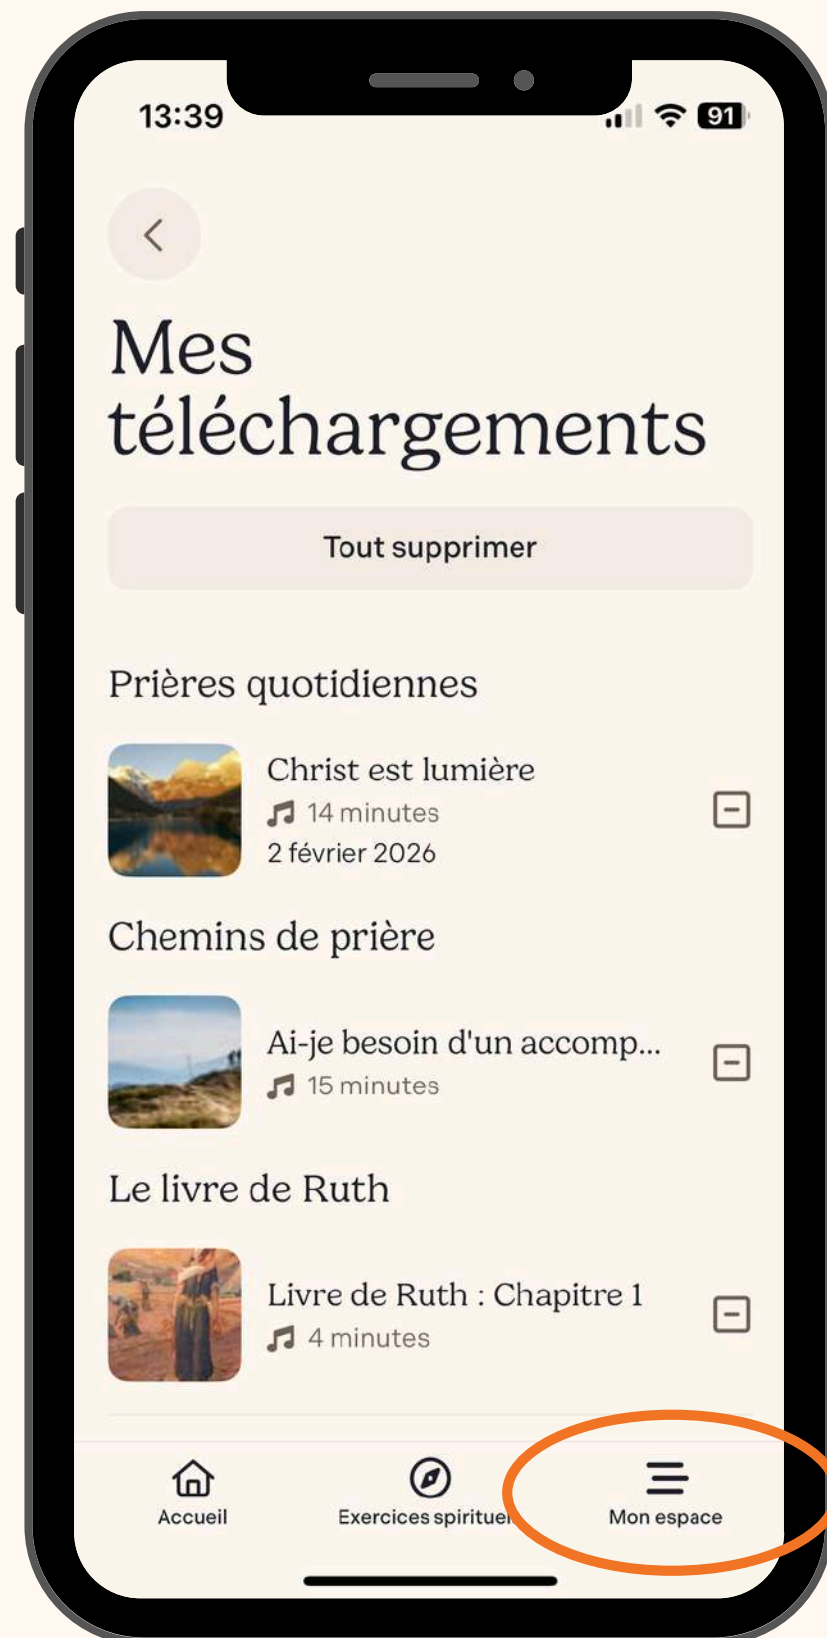 13:39
91
Mes
téléchargements
Tout supprimer
Prières quotidiennes
Christ est lumière
14 minutes
2 février 2026
Chemins de prière
Ai-je besoin d'un accomp...
15 minutes
Le livre de Ruth
Livre de Ruth : Chapitre 1
4 minutes
Accueil
Exercices
Mon espace